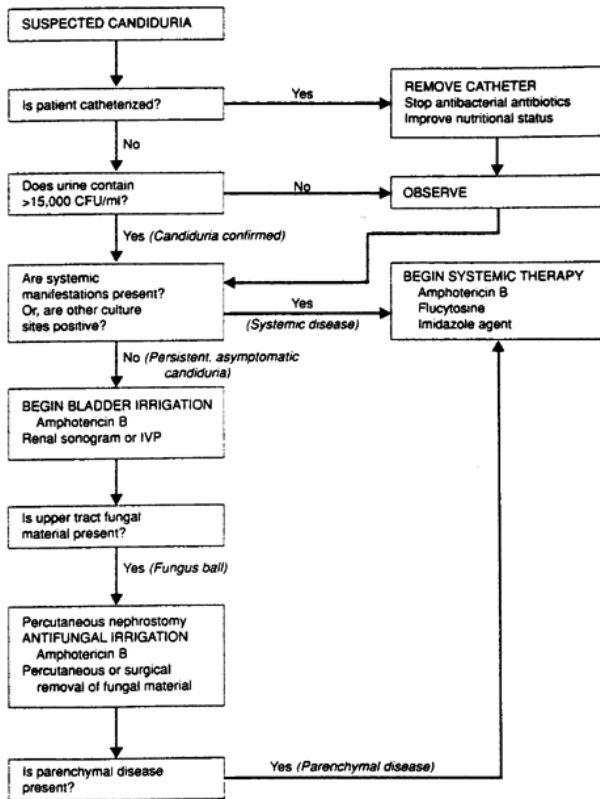 SUSPECTED CANDIDURIA
Is patient catheterized?
Yes
REMOVE CATHETER
Stop antibacterial antibiotics
Improve nutritional status
No
Does urine contain
>15,000 CFU/ml?
No
OBSERVE
Yes (Candiduria confirmed)
Are systemic
manifestations present?
Or, are other culture
sites positive?
Yes
(Systemic disease)
BEGIN SYSTEMIC THERAPY
Amphotericin B
Flucytosine
Imidazole agent
No (Persistent. asymptomatic
candiduria)
BEGIN BLADDER IRRIGATION
Amphotencin B
Renal sonogram or IVP
Is upper tract fungal
material present?
Yes (Fungus ball)
Percutaneous nephrostomy
ANTIFUNGAL IRRIGATION
Amphotericin B
Percutaneous or surgical
removal of fungal material
Is parenchymal disease
present?
Yes (Parenchymal disease)